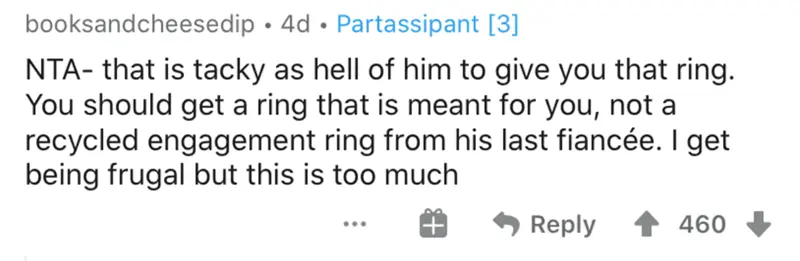 booksandcheesedip • 4d • Partassipant [3]
NTA- that is tacky as hell of him to give you that ring.
You should get a ring that is meant for you, not a
recycled engagement ring from his last fiancée. I get
being frugal but this is too much
... Reply 460